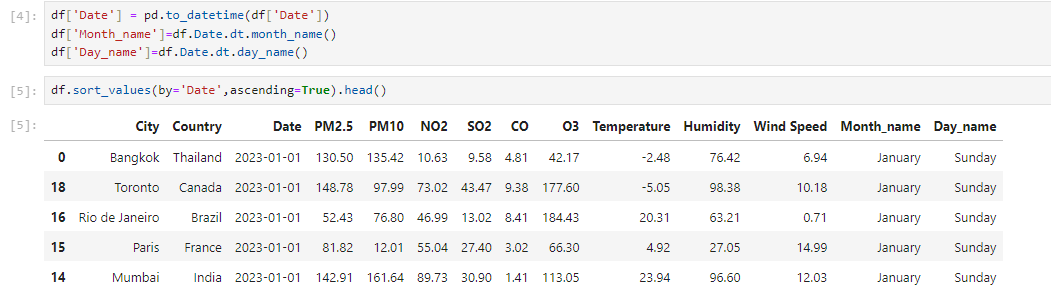 [4]: df['Date'] = pd.to_datetime(df['Date'])
df['Month_name']=df.Date.dt.month_name()
df['Day_name']=df.Date.dt.day_name()
[5]: df.sort_values(by='Date',ascending=True).head()
[5]: City Country Date PM2.5 PM10 NO2 SO2 CO O3 Temperature Humidity Wind Speed Month_name Day_name
0 Bangkok Thailand 2023-01-01 130.50 135.42 10.63 9.58 4.81 42.17 -2.48 76.42 6.94 January Sunday
18 Toronto Canada 2023-01-01 148.78 97.99 73.02 43.47 9.38 177.60 -5.05 98.38 10.18 January Sunday
16 Rio de Janeiro Brazil 2023-01-01 52.43 76.80 46.99 13.02 8.41 184.43 20.31 63.21 0.71 January Sunday
15 Paris France 2023-01-01 81.82 12.01 55.04 27.40 3.02 66.30 4.92 27.05 14.99 January Sunday
14 Mumbai India 2023-01-01 142.91 161.64 89.73 30.90 1.41 113.05 23.94 96.60 12.03 January Sunday